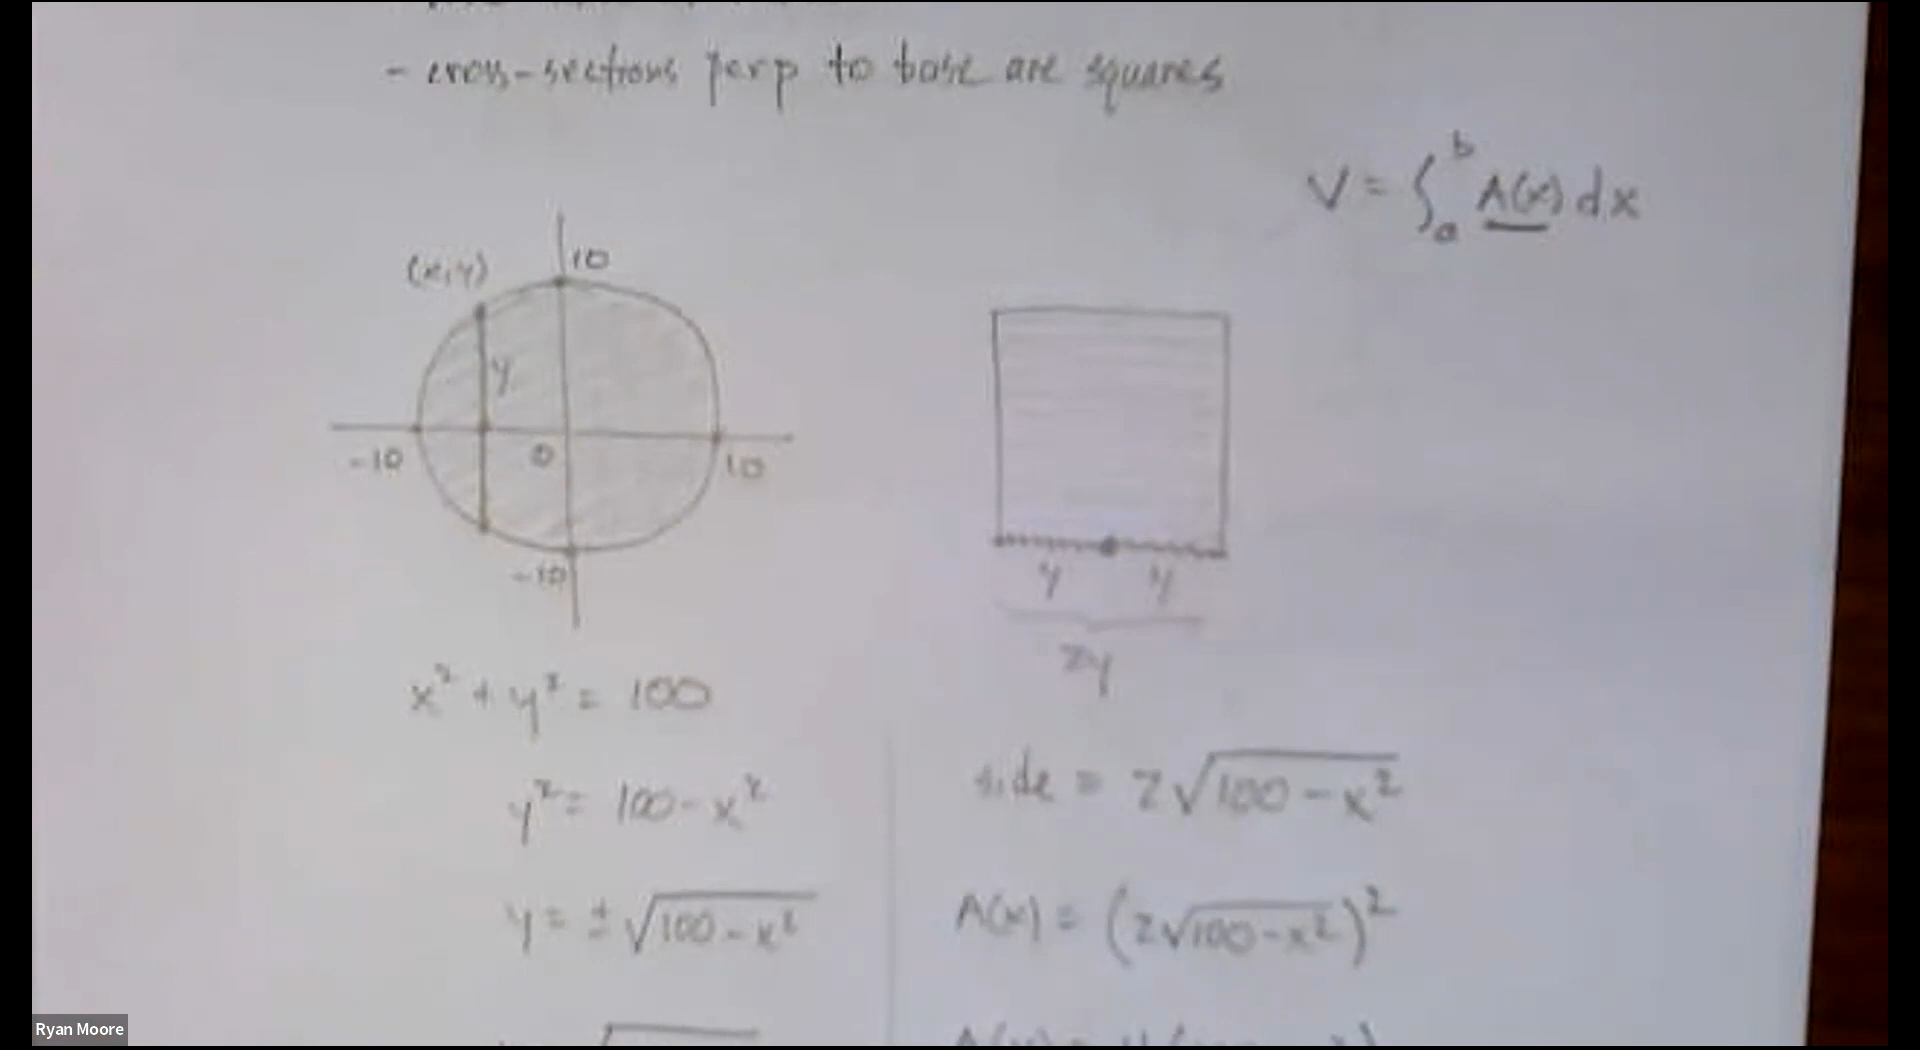 - cross-sections perp to base are squares
V = ∫_a^b A(x) dx
10
(x,y)
y
-10
0
10
-10
y y
2y
x² + y² = 100
y² = 100 - x²
y = ± √(100 - x²)
side = 2√(100 - x²)
A(x) = (2√(100 - x²))²
Ryan Moore